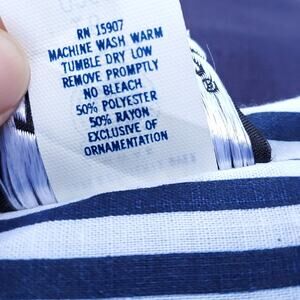 RN 15907
MACHINE WASH WARM
TUMBLE DRY LOW
REMOVE PROMPTLY
NO BLEACH
50% POLYESTER
50% RAYON
EXCLUSIVE OF
ORNAMENTATION